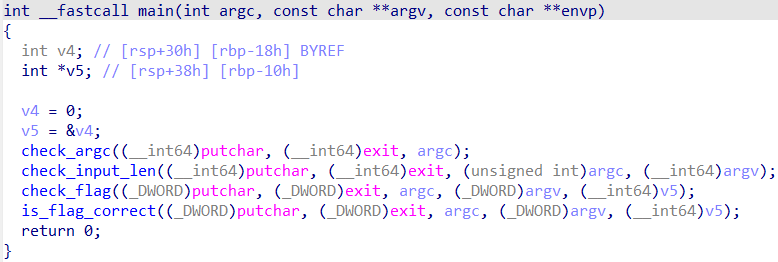 int __fastcall main(int argc, const char **argv, const char **envp)
{
  int v4; // [rsp+30h] [rbp-18h] BYREF
  int *v5; // [rsp+38h] [rbp-10h]

  v4 = 0;
  v5 = &v4;
  check_argc((__int64)putchar, (__int64)exit, argc);
  check_input_len((__int64)putchar, (__int64)exit, (unsigned int)argc, (__int64)argv);
  check_flag((_DWORD)putchar, (_DWORD)exit, argc, (_DWORD)argv, (__int64)v5);
  is_flag_correct((_DWORD)putchar, (_DWORD)exit, argc, (_DWORD)argv, (__int64)v5);
  return 0;
}